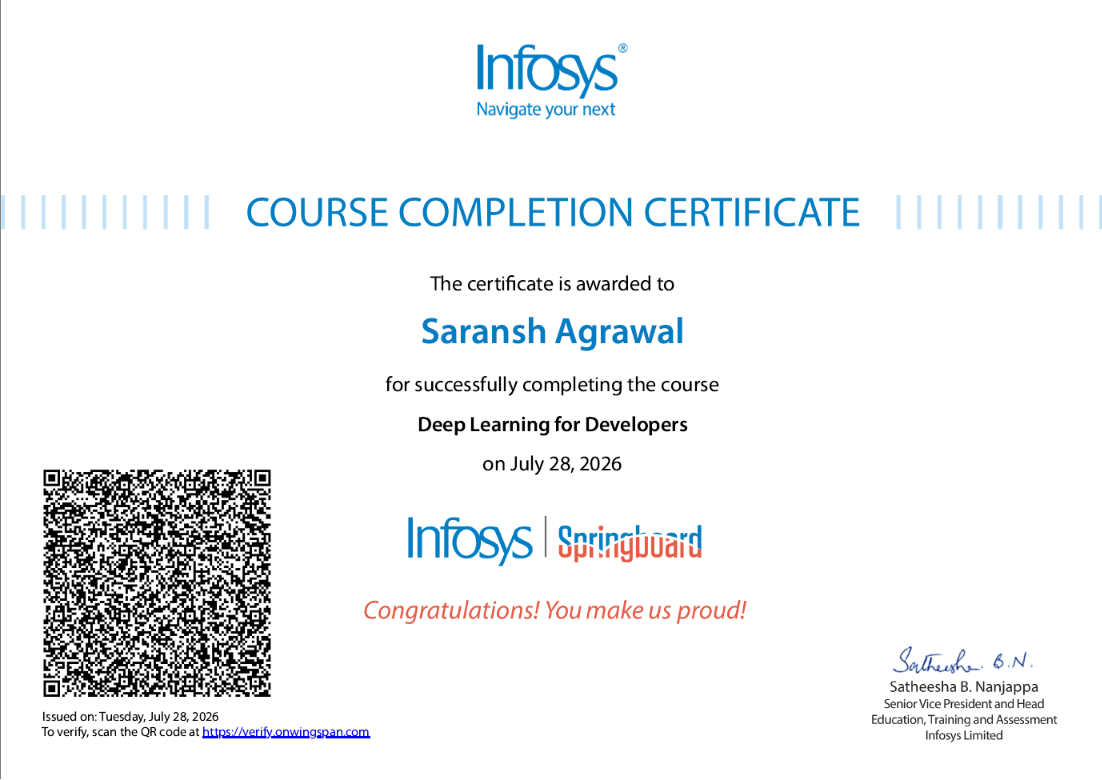 Infosys®
Navigate your next
COURSE COMPLETION CERTIFICATE
The certificate is awarded to
Saransh Agrawal
for successfully completing the course
Deep Learning for Developers
on July 28, 2026
Infosys | Springboard
Congratulations! You make us proud!
Issued on: Tuesday, July 28, 2026
To verify, scan the QR code at https://verify.onwingspan.com
Satheesha B.N.
Satheesha B. Nanjappa
Senior Vice President and Head
Education, Training and Assessment
Infosys Limited